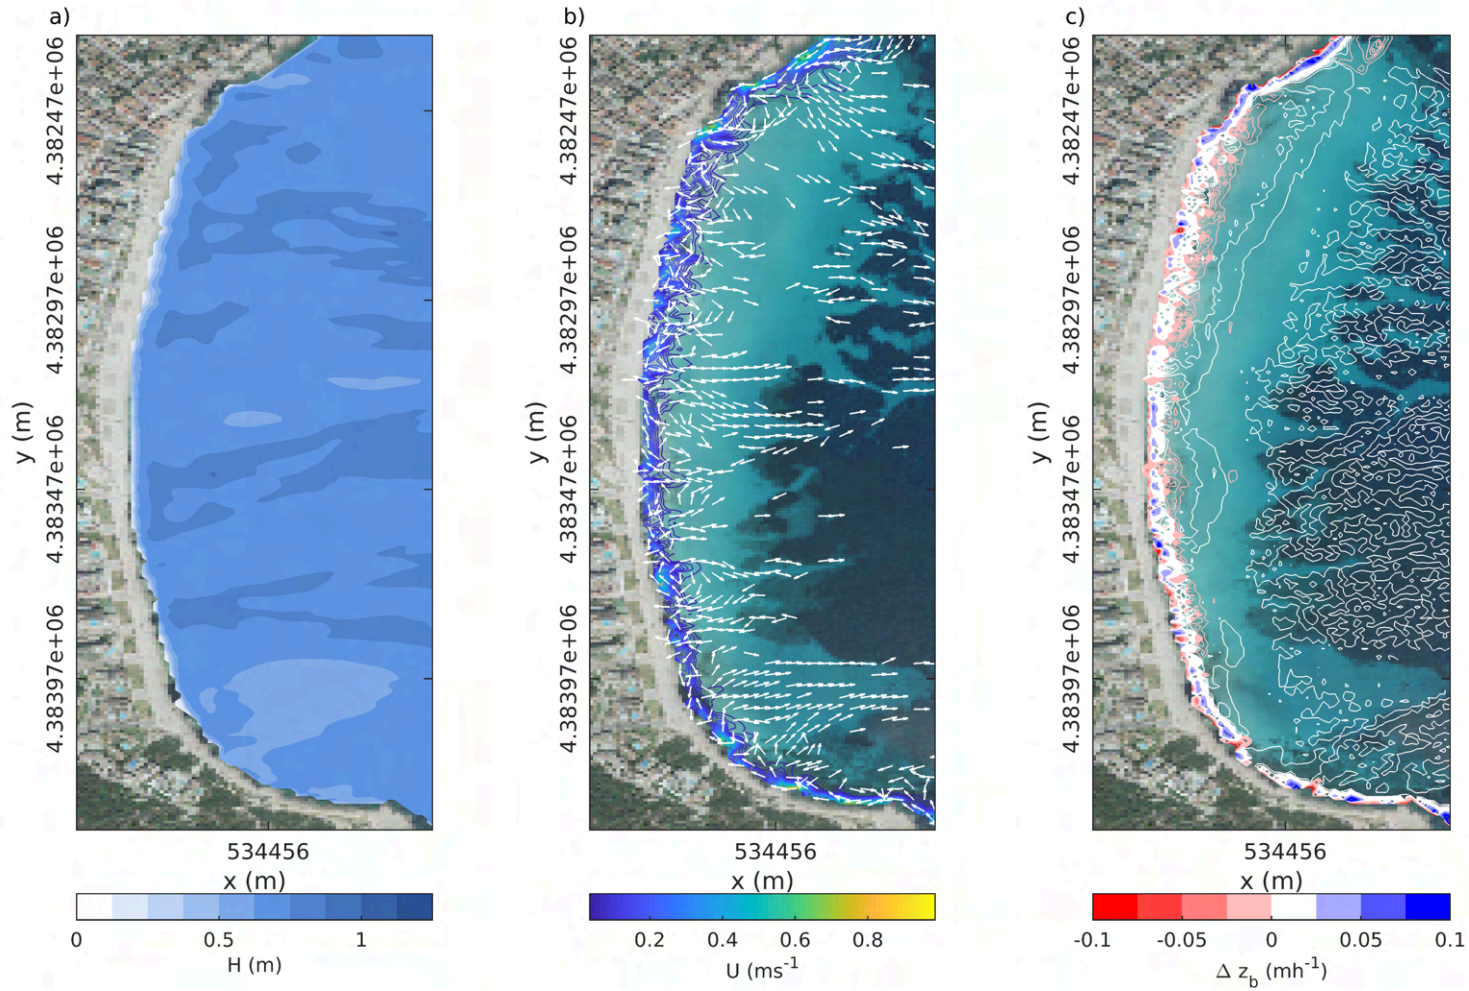 a)
y (m)
4.38247e+06
4.38297e+06
4.38347e+06
4.38397e+06
534456
x (m)
0 0.5 1
H (m)
b)
y (m)
4.38247e+06
4.38297e+06
4.38347e+06
4.38397e+06
534456
x (m)
0.2 0.4 0.6 0.8
U (ms⁻¹
c)
y (m)
4.38247e+06
4.38297e+06
4.38347e+06
4.38397e+06
534456
x (m)
-0.1 -0.05 0 0.05 0.1
Δ z_b (mh⁻¹)